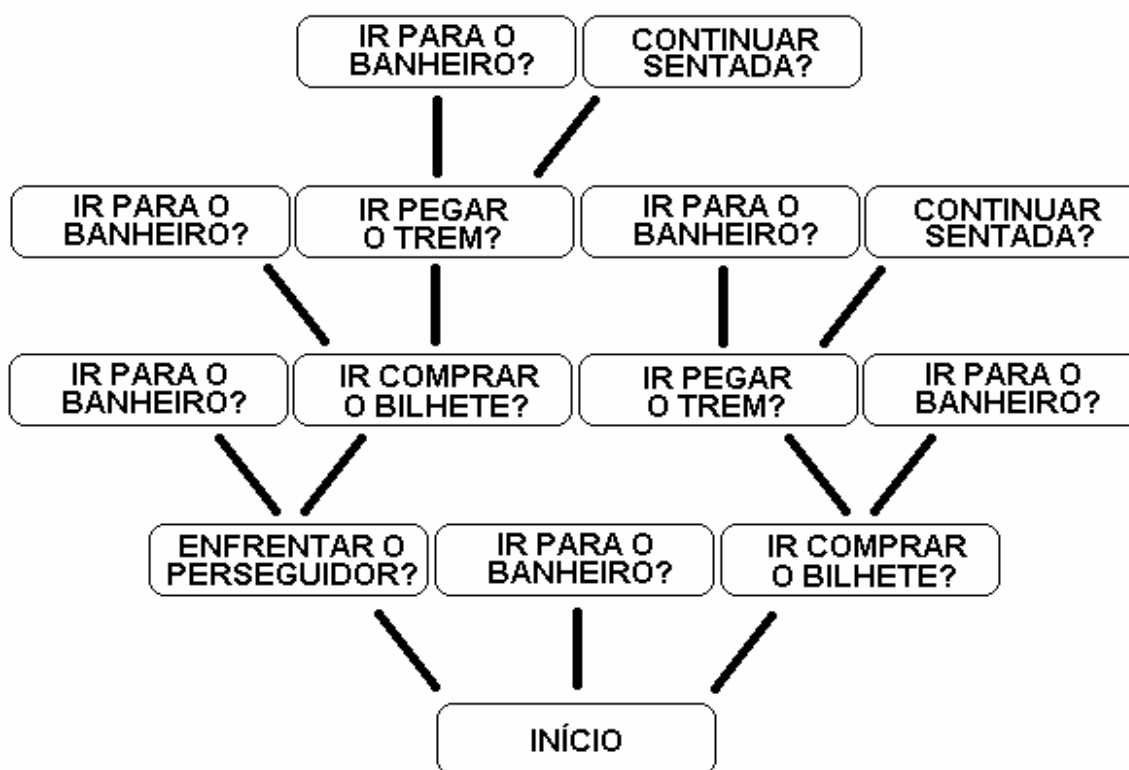 IR PARA O
BANHEIRO?
CONTINUAR
SENTADA?
IR PARA O
BANHEIRO?
IR PEGAR
O TREM?
IR PARA O
BANHEIRO?
CONTINUAR
SENTADA?
IR PARA O
BANHEIRO?
IR COMPRAR
O BILHETE?
IR PEGAR
O TREM?
IR PARA O
BANHEIRO?
ENFRENTAR O
PERSEGUIDOR?
IR PARA O
BANHEIRO?
IR COMPRAR
O BILHETE?
INÍCIO